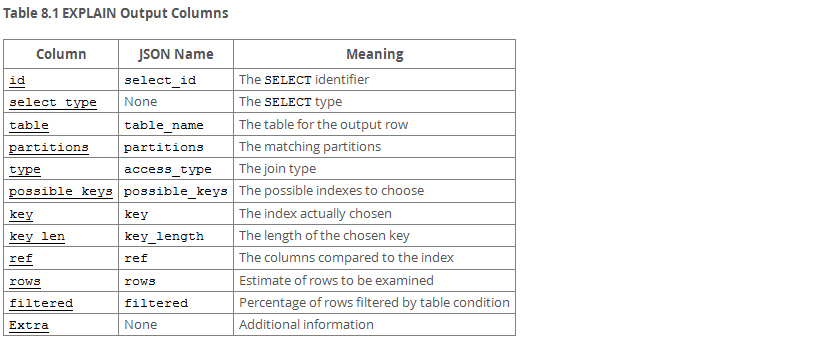 Table 8.1 EXPLAIN Output Columns
Column JSON Name Meaning
id select_id The SELECT identifier
select_type None The SELECT type
table table_name The table for the output row
partitions partitions The matching partitions
type access_type The join type
possible_keys possible_keys The possible indexes to choose
key key The index actually chosen
key_len key_length The length of the chosen key
ref ref The columns compared to the index
rows rows Estimate of rows to be examined
filtered filtered Percentage of rows filtered by table condition
Extra None Additional information